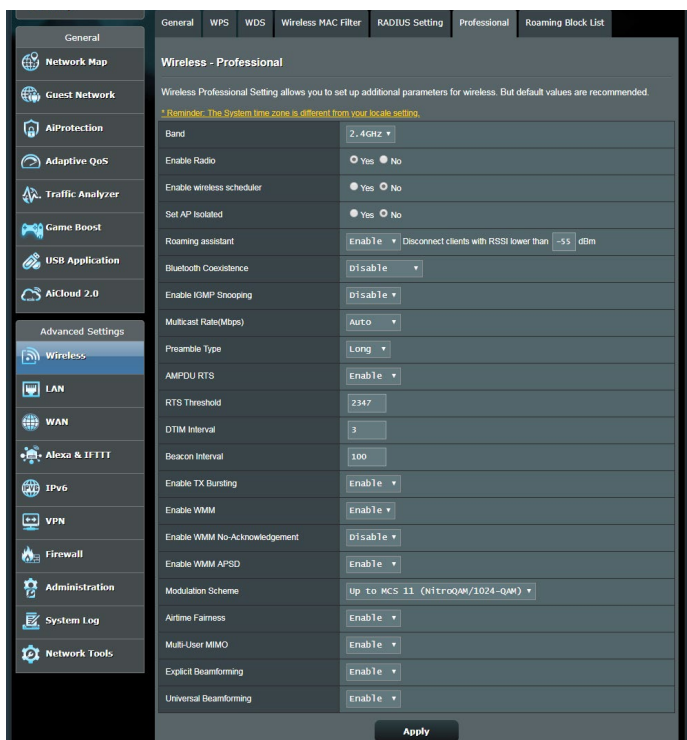 General
Network Map
Guest Network
AiProtection
Adaptive QoS
Traffic Analyzer
Game Boost
USB Application
AiCloud 2.0
Advanced Settings
Wireless
LAN
WAN
Alexa & IFTTT
IPv6
VPN
Firewall
Administration
System Log
Network Tools
General WPS WDS Wireless MAC Filter RADIUS Setting Professional Roaming Block List
Wireless - Professional
Wireless Professional Setting allows you to set up additional parameters for wireless. But default values are recommended.
* Reminder: The System time zone is different from your locale setting.
Band 2.4GHz
Enable Radio Yes No
Enable wireless scheduler Yes No
Set AP Isolated Yes No
Roaming assistant Enable Disconnect clients with RSSI lower than -55 dBm
Bluetooth Coexistence Disable
Enable IGMP Snooping Disable
Multicast Rate(Mbps) Auto
Preamble Type Long
AMPDU RTS Enable
RTS Threshold 2347
DTIM Interval 3
Beacon Interval 100
Enable TX Bursting Enable
Enable WMM Enable
Enable WMM No-Acknowledgement Disable
Enable WMM APSD Enable
Modulation Scheme Up to MCS 11 (NitroQAM/1024-QAM)
Airtime Fairness Enable
Multi-User MIMO Enable
Explicit Beamforming Enable
Universal Beamforming Enable
Apply